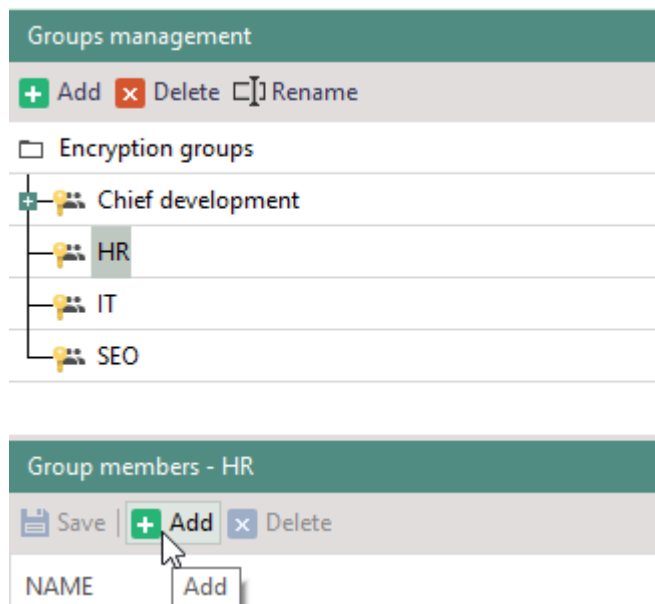 Groups management
Add Delete Rename
Encryption groups
Chief development
HR
IT
SEO
Group members - HR
Save | Add Delete
NAME
Add